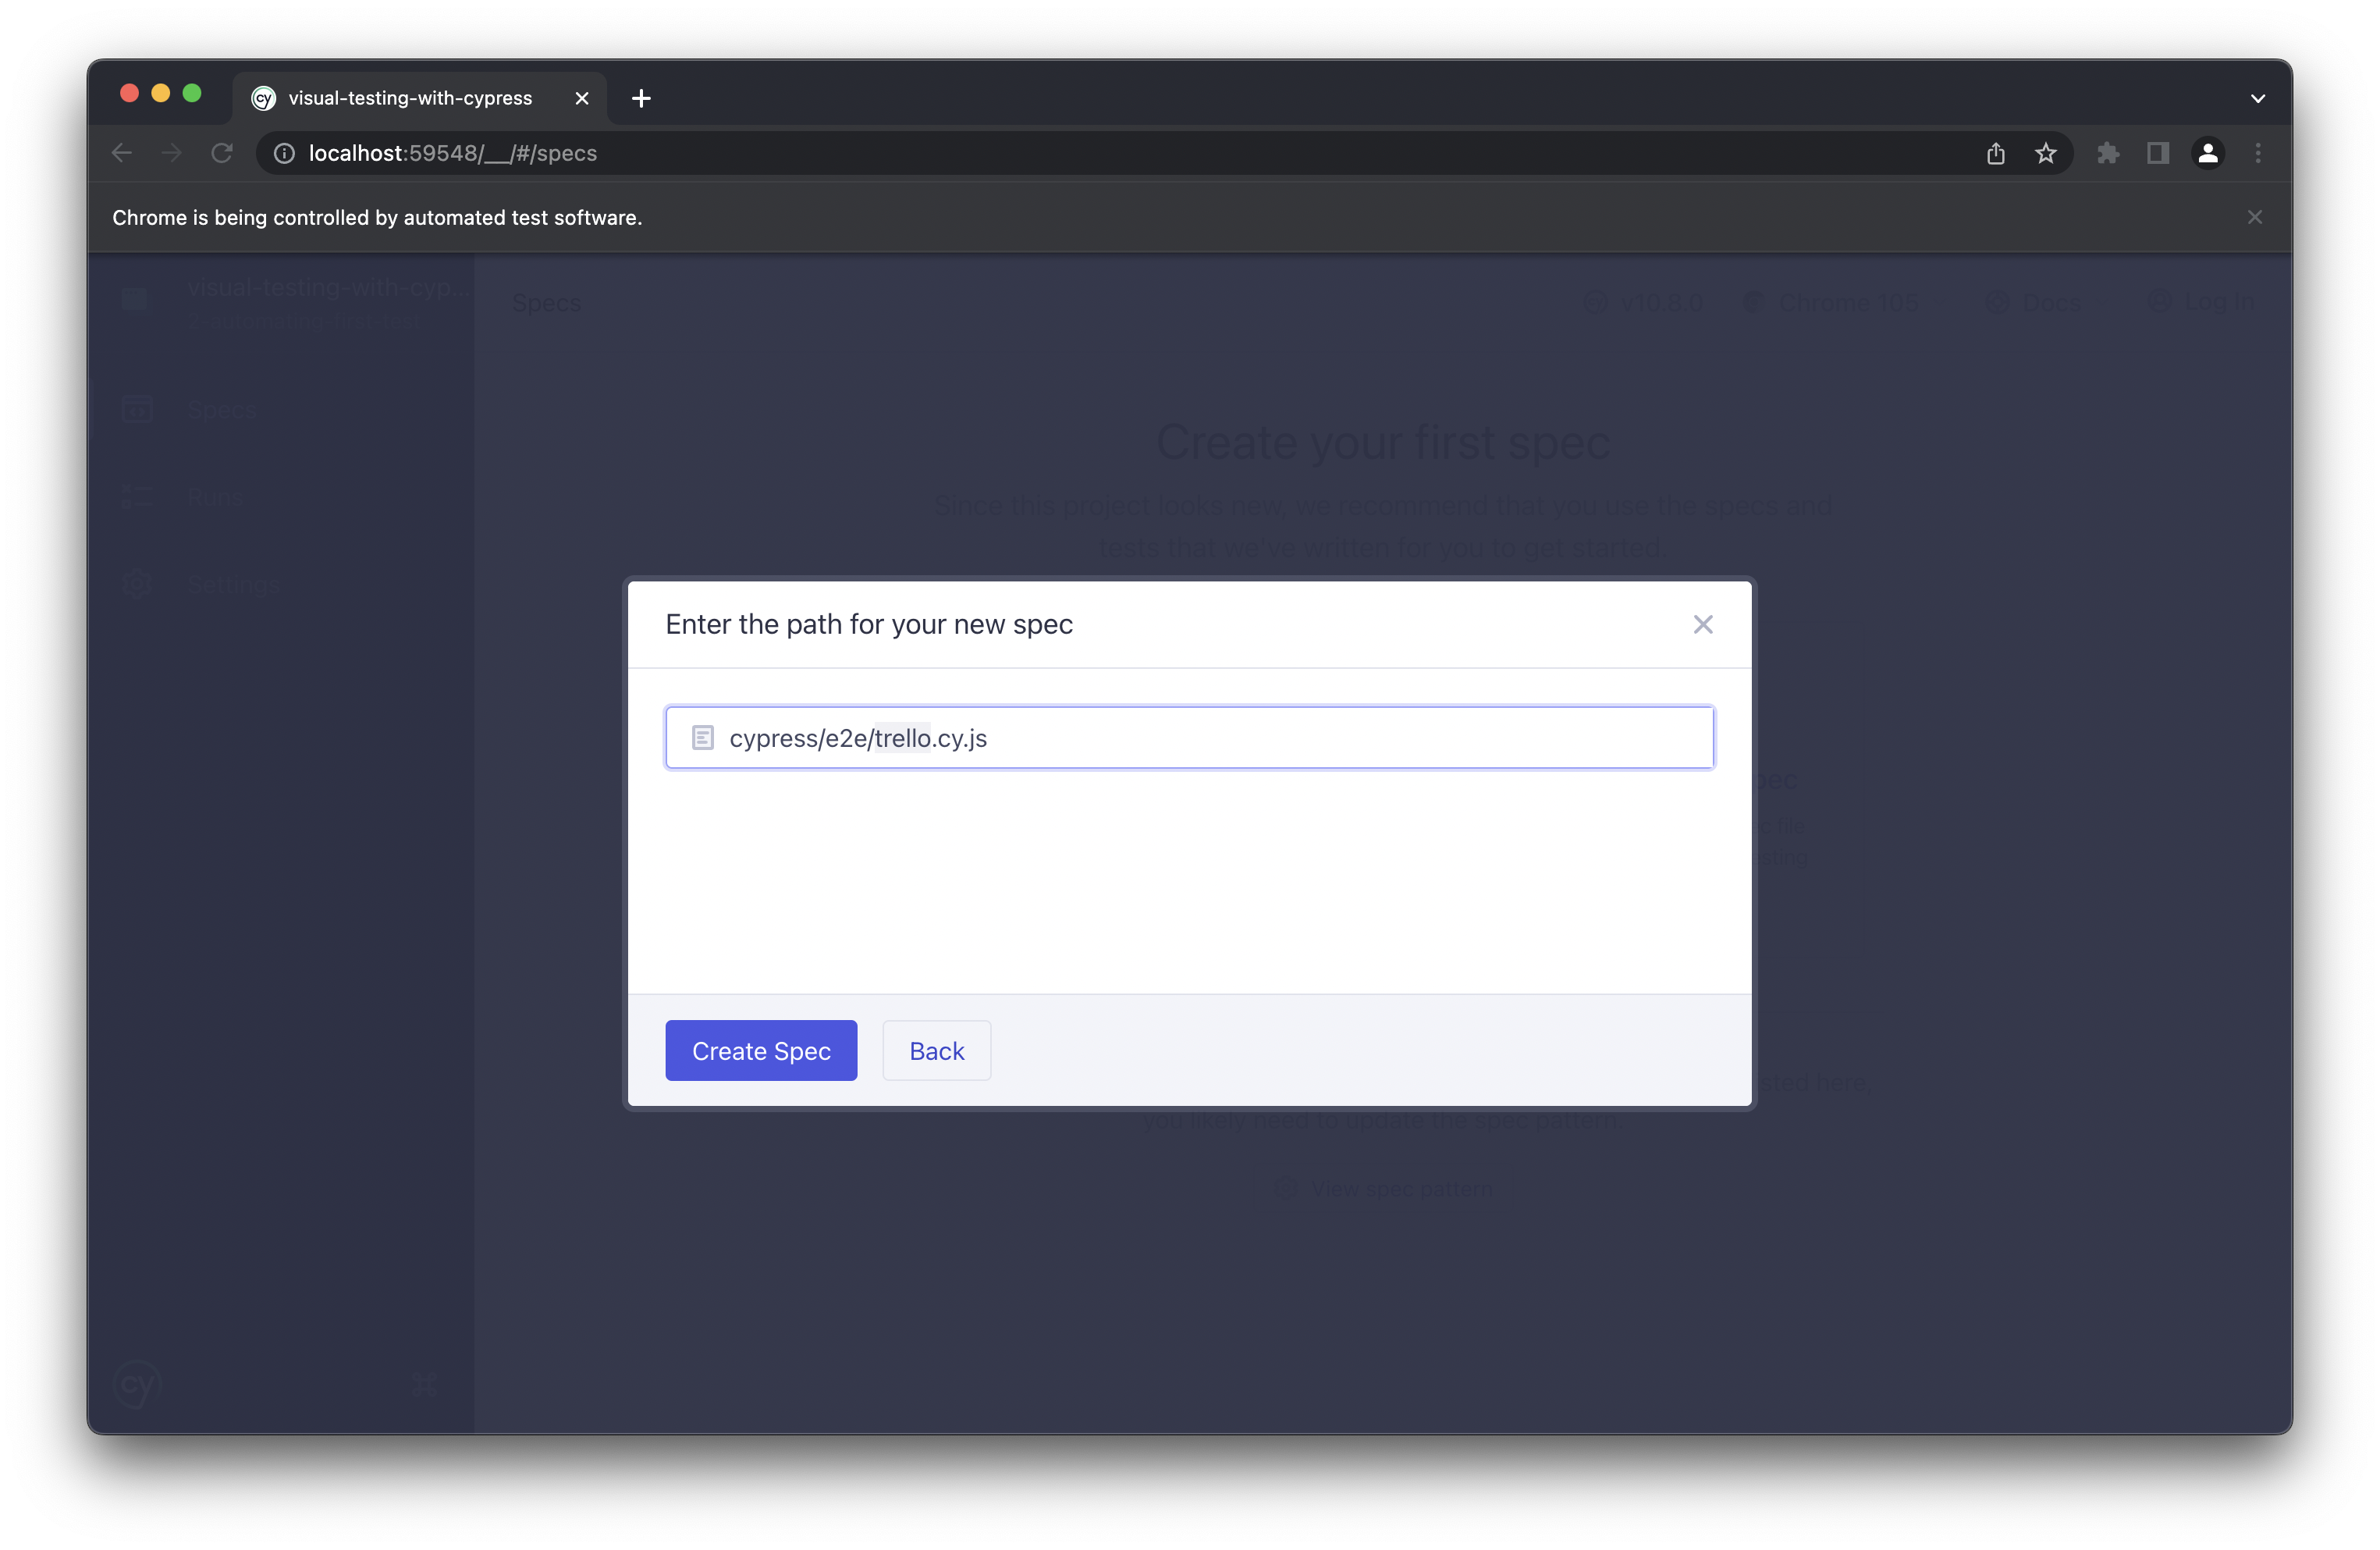 visual-testing-with-cypress
localhost:59548/__/#/specs
Chrome is being controlled by automated test software.
visual-testing-with-cyp...
Specs
v10.8.0
Chrome 105
Docs
Log In
Specs
Runs
Settings
Create your first spec
Since this project looks new, we recommend that you use the specs and
tests that we've written for you to get started.
Enter the path for your new spec
cypress/e2e/trello.cy.js
Create Spec
Back
you likely need to update the spec pattern.
View spec pattern
cy